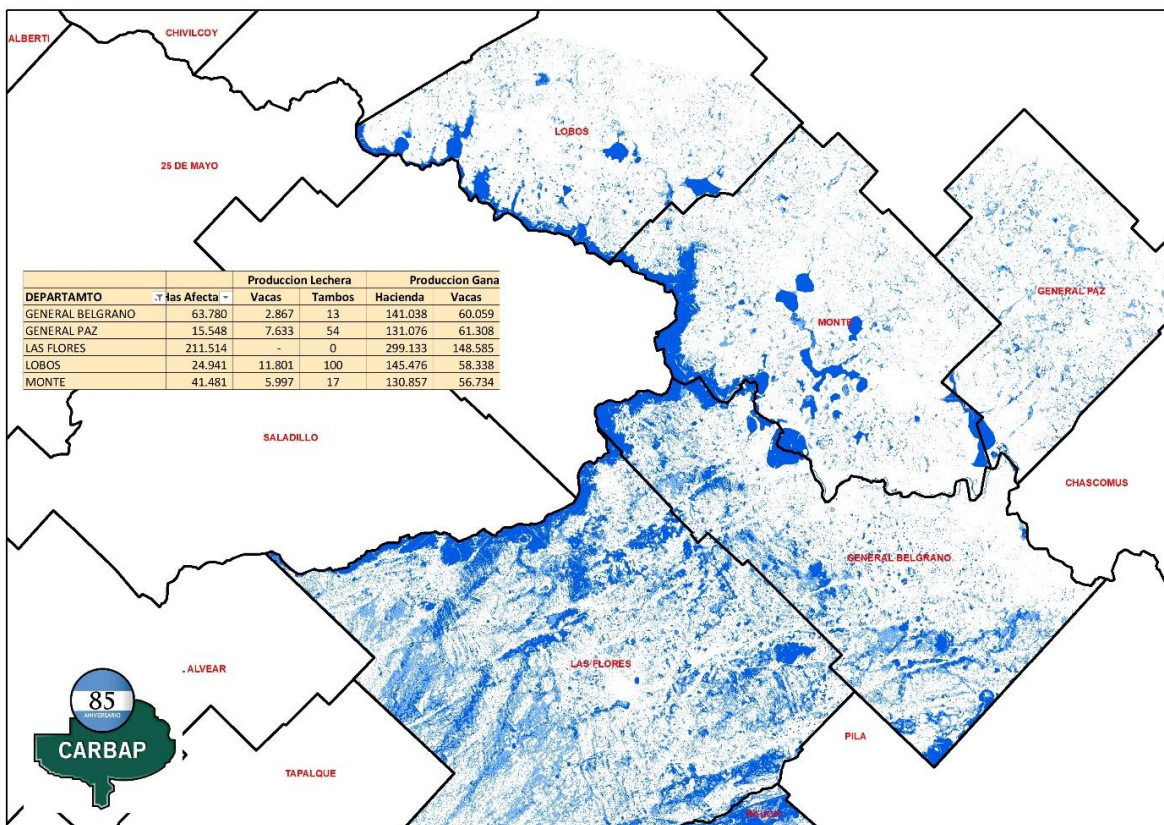 ALBERTI
CHIVILCOY
LOBOS
25 DE MAYO
Produccion Lechera Produccion Gana
DEPARTAMTO Has Afecta Vacas Tambos Hacienda Vacas
GENERAL BELGRANO 63.780 2.867 13 141.038 60.059
GENERAL PAZ 15.548 7.633 54 131.076 61.308
LAS FLORES 211.514 - 0 299.133 148.585
LOBOS 24.941 11.801 100 145.476 58.338
MONTE 41.481 5.997 17 130.857 56.734
GENERAL PAZ
MONTE
SALADILLO
CHASCOMUS
GENERAL BELGRANO
LAS FLORES
ALVEAR
85
ANIVERSARIO
CARBAP
PILA
TAPALQUE